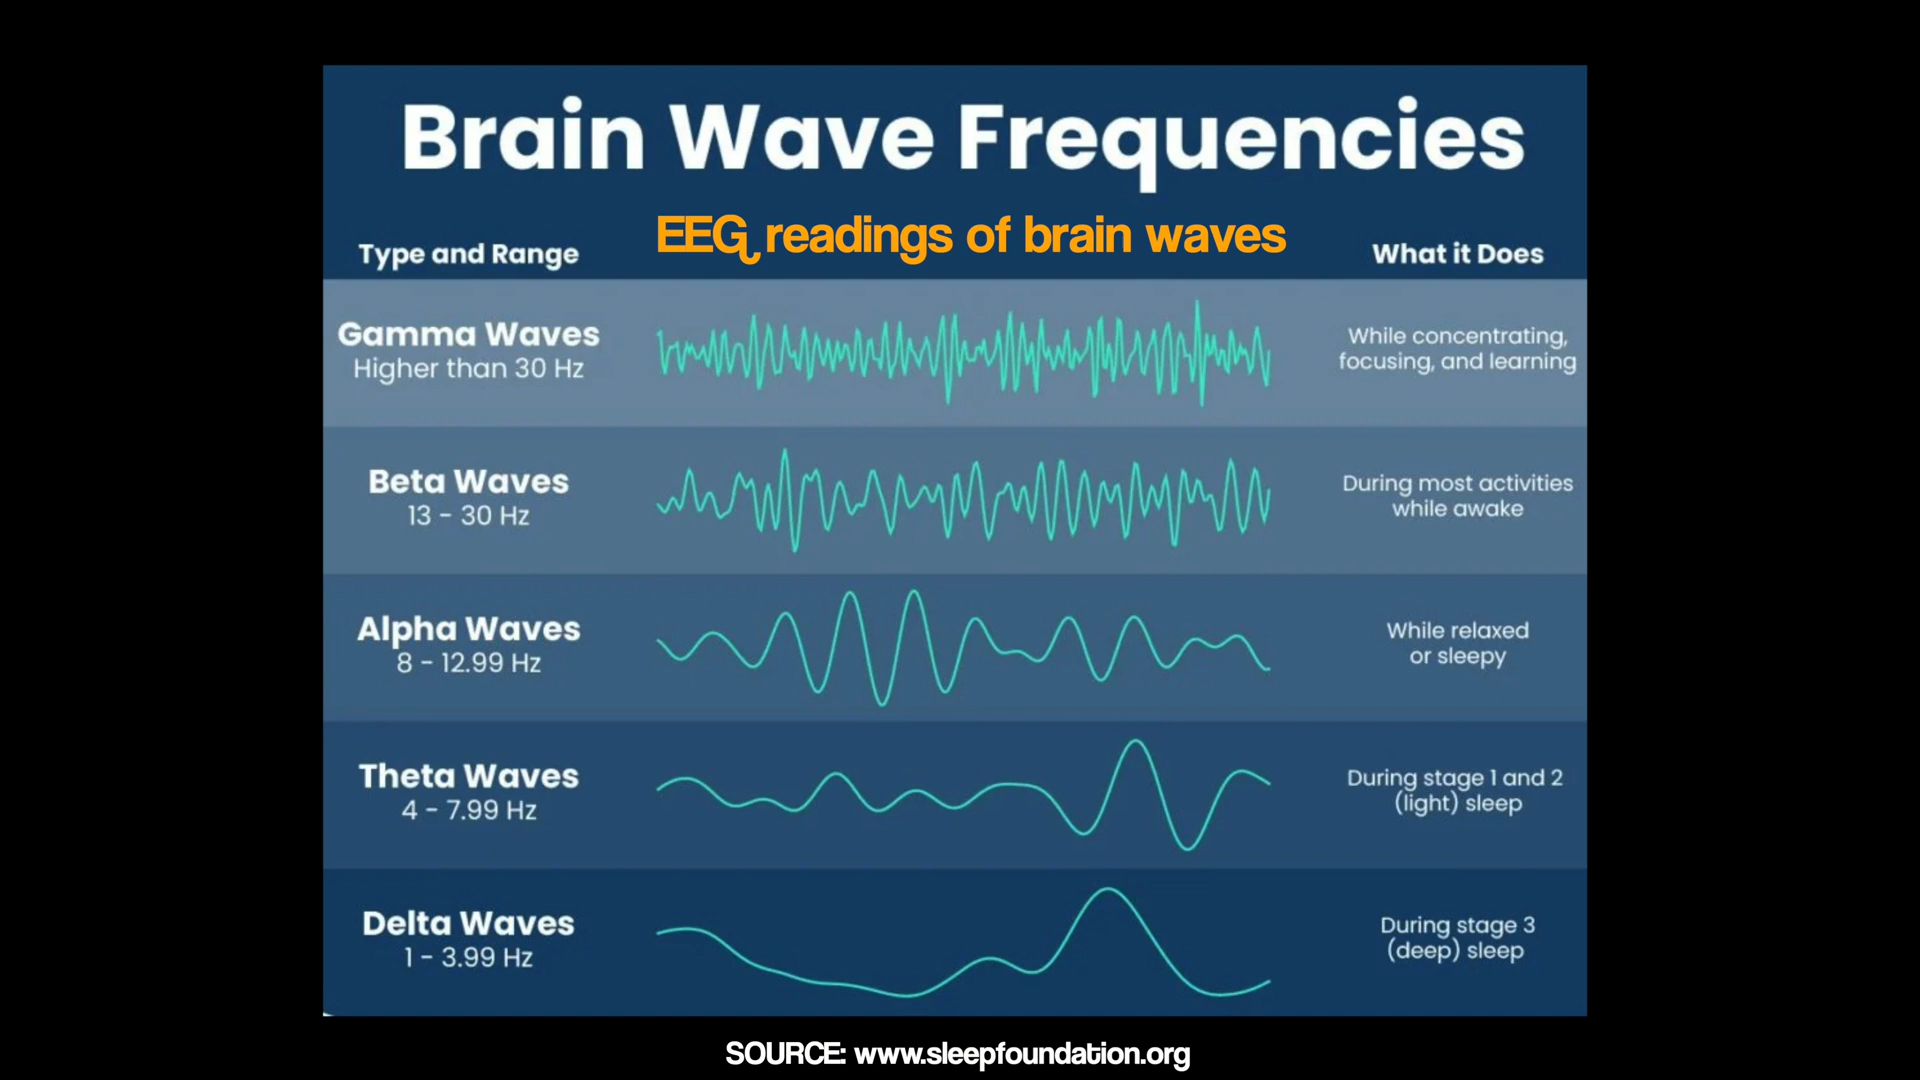 Brain Wave Frequencies
EEG readings of brain waves
Type and Range
What it Does
Gamma Waves
Higher than 30 Hz
While concentrating,
focusing, and learning
Beta Waves
13 - 30 Hz
During most activities
while awake
Alpha Waves
8 - 12.99 Hz
While relaxed
or sleepy
Theta Waves
4 - 7.99 Hz
During stage 1 and 2
(light) sleep
Delta Waves
1 - 3.99 Hz
During stage 3
(deep) sleep
SOURCE: www.sleepfoundation.org